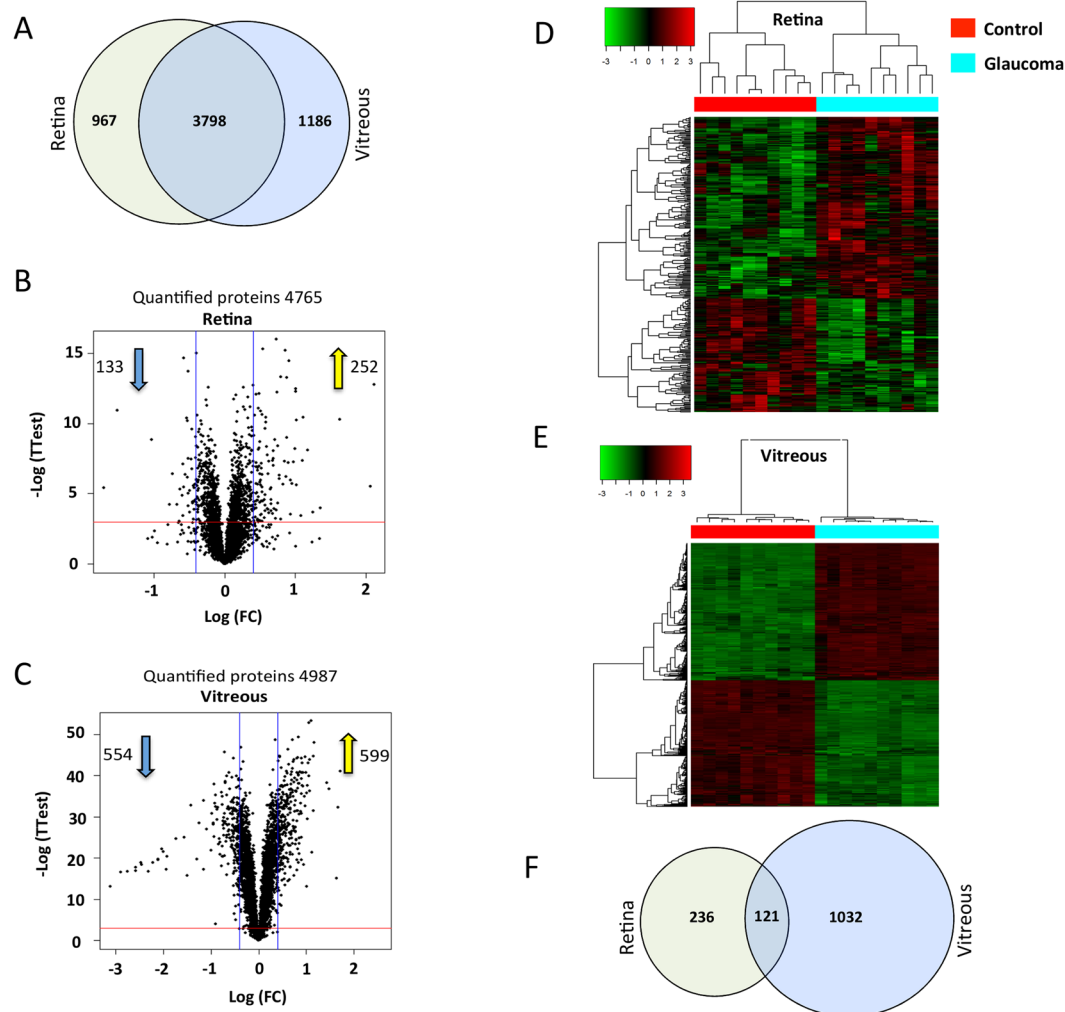 A
Retina
967
3798
1186
Vitreous
B
Quantified proteins 4765
Retina
133
252
15
10
5
0
-1
0
1
2
-Log (TTest)
Log (FC)
C
Quantified proteins 4987
Vitreous
554
599
50
40
30
20
10
0
-3
-2
-1
0
1
2
-Log (TTest)
Log (FC)
D
Retina
-3 -1 0 1 3
Control
Glaucoma
E
Vitreous
-3 -1 0 1 3
F
Retina
236
121
1032
Vitreous